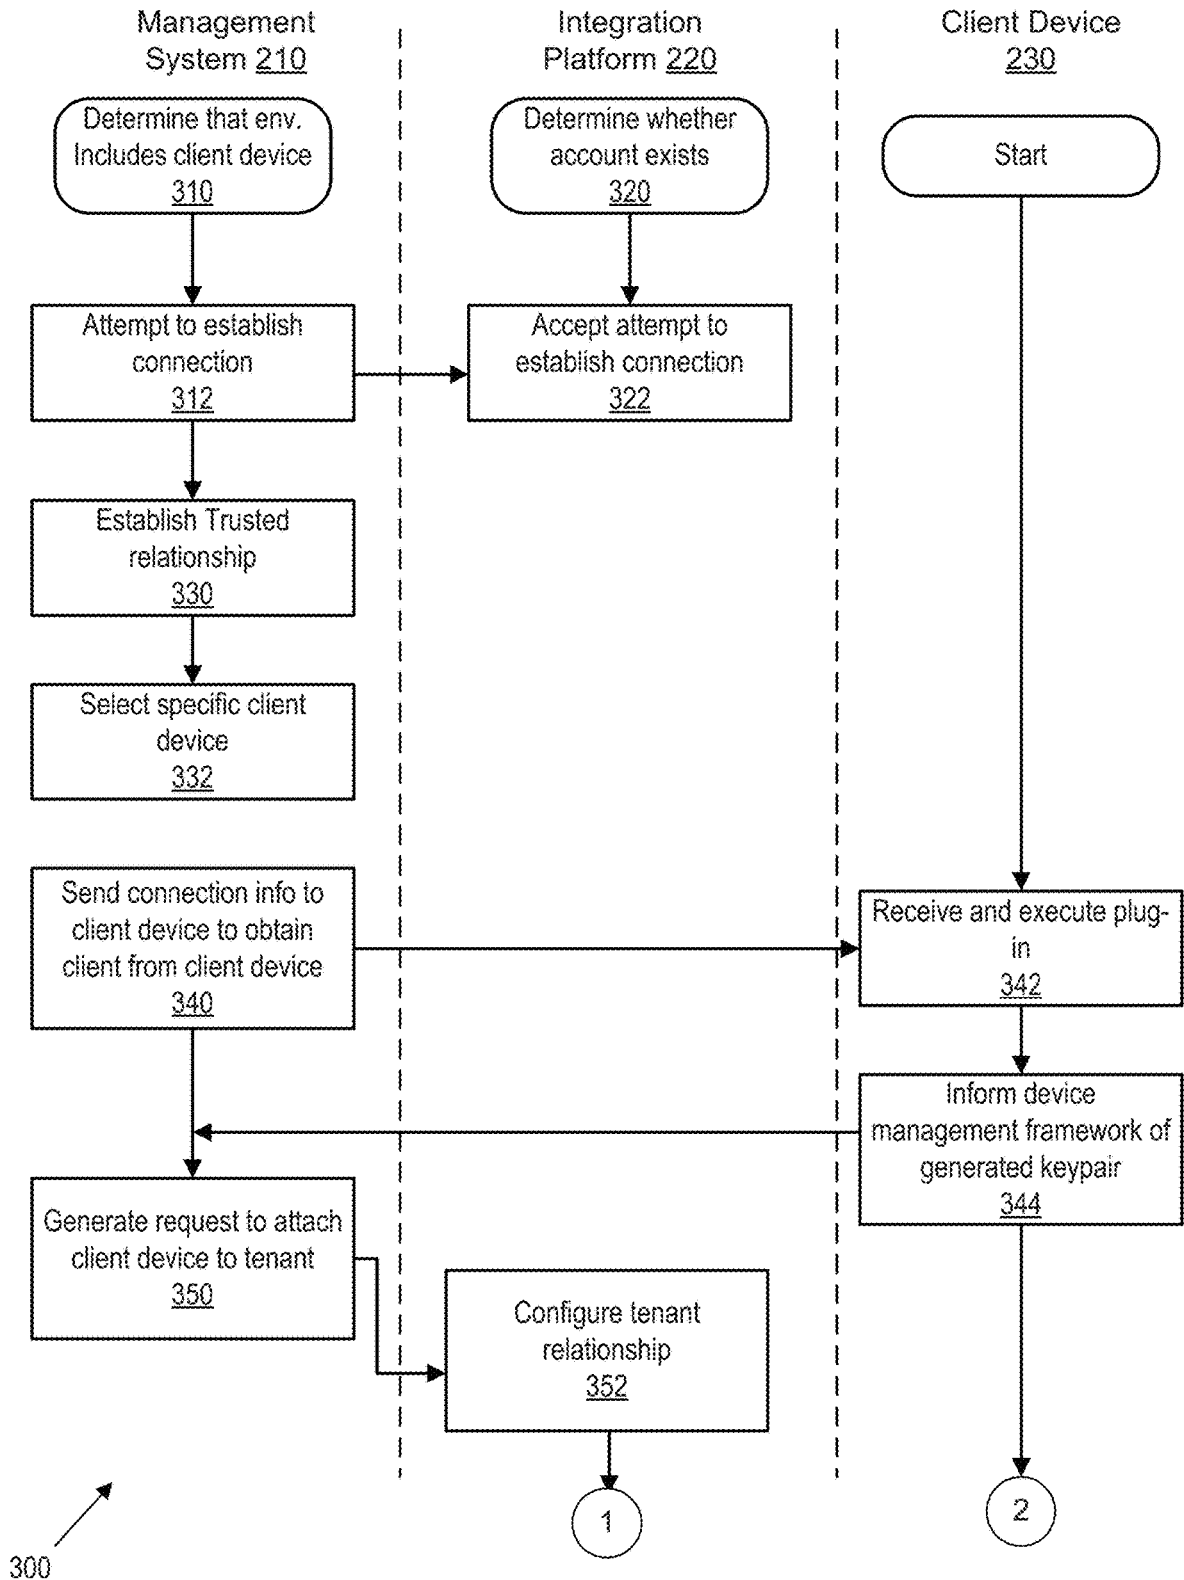 Management
System 210
Integration
Platform 220
Client Device
230
Determine that env.
Includes client device
310
Determine whether
account exists
320
Start
Attempt to establish
connection
312
Accept attempt to
establish connection
322
Establish Trusted
relationship
330
Select specific client
device
332
Send connection info to
client device to obtain
client from client device
340
Receive and execute plug-
in
342
Inform device
management framework of
generated keypair
344
Generate request to attach
client device to tenant
350
Configure tenant
relationship
352
1
2
300